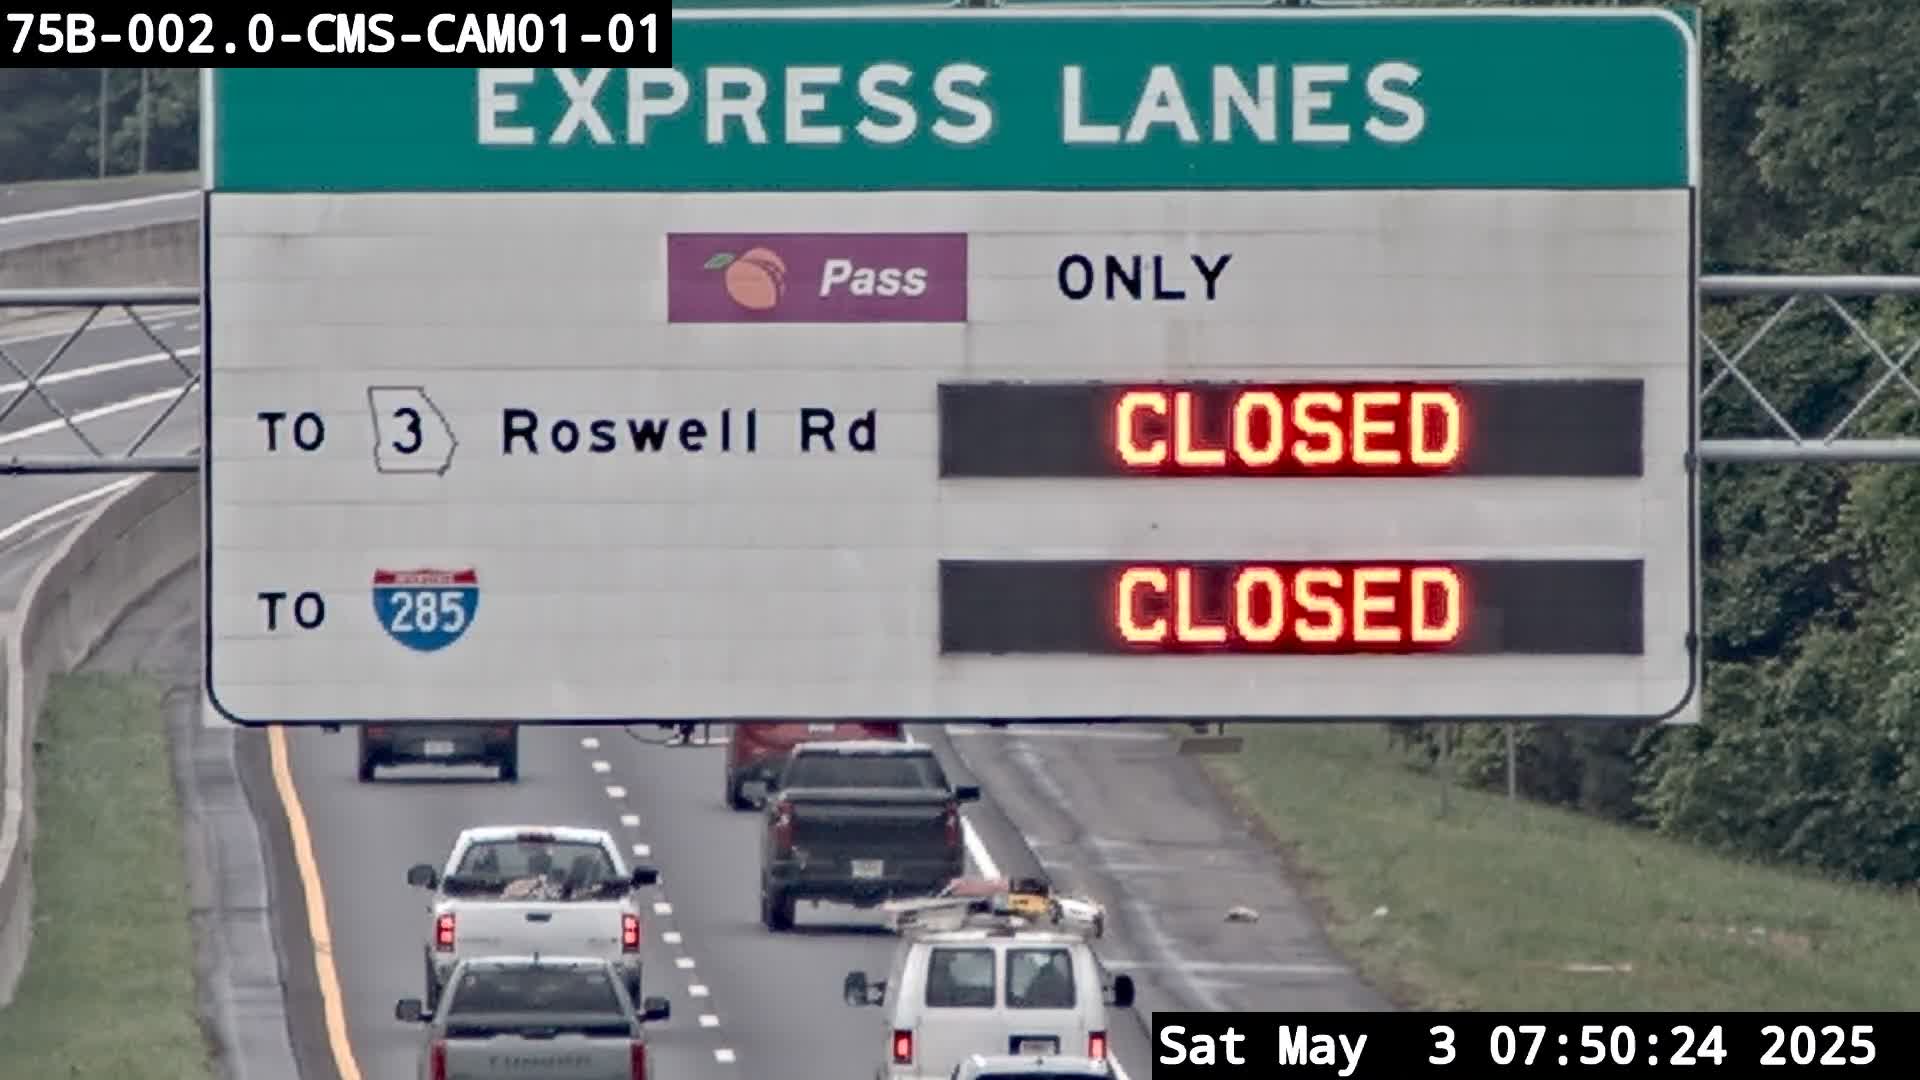 75B-002.0-CMS-CAM01-01
EXPRESS LANES
Pass ONLY
TO 3 Roswell Rd CLOSED
TO 285 CLOSED
Sat May 3 07:50:24 2025